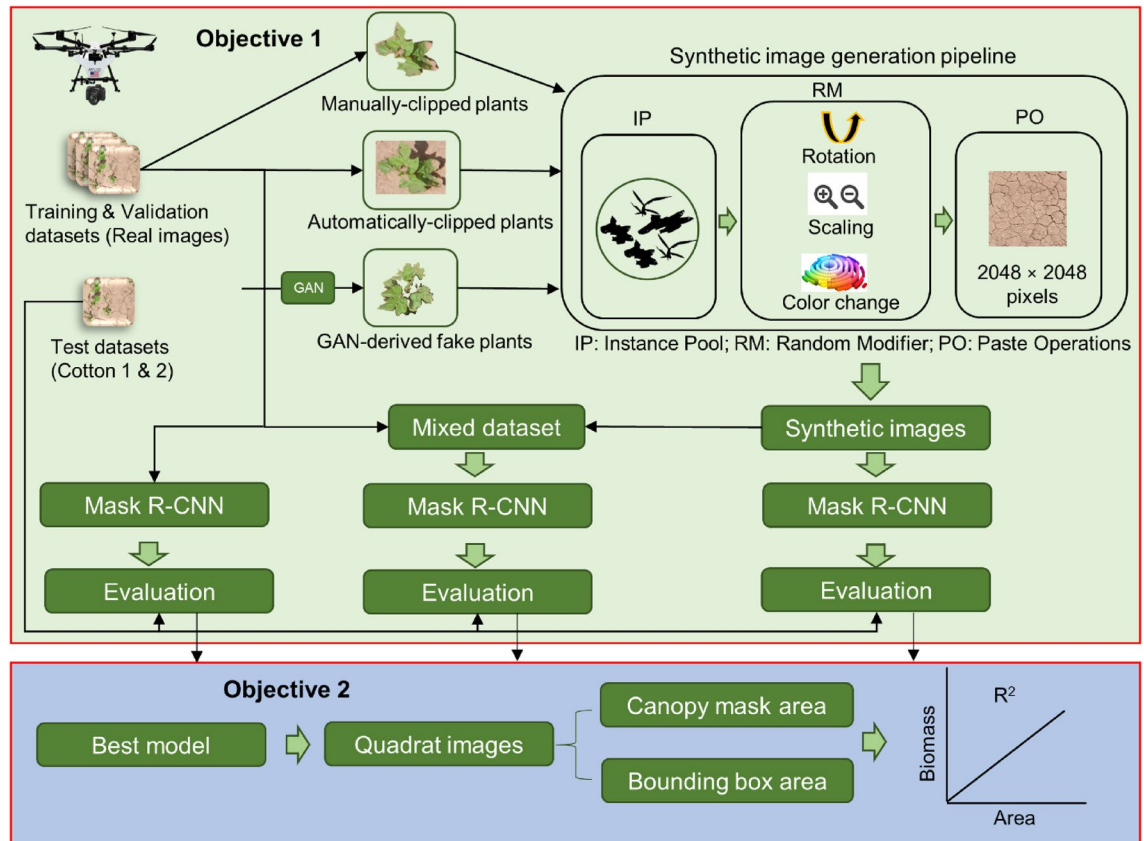 Objective 1
Manually-clipped plants
Training & Validation
datasets (Real images)
Automatically-clipped plants
Test datasets
(Cotton 1 & 2)
GAN
GAN-derived fake plants
Synthetic image generation pipeline
IP
RM
Rotation
Scaling
Color change
PO
2048 × 2048
pixels
IP: Instance Pool; RM: Random Modifier; PO: Paste Operations
Mixed dataset
Synthetic images
Mask R-CNN
Mask R-CNN
Mask R-CNN
Evaluation
Evaluation
Evaluation
Objective 2
Best model
Quadrat images
Canopy mask area
Bounding box area
Biomass
R²
Area